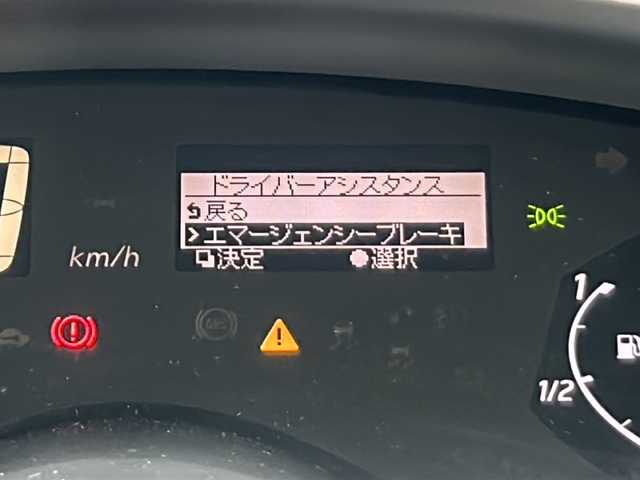 ドライバーアシスタンス
戻る
エマージェンシーブレーキ
決定 選択
km/h
1
1/2